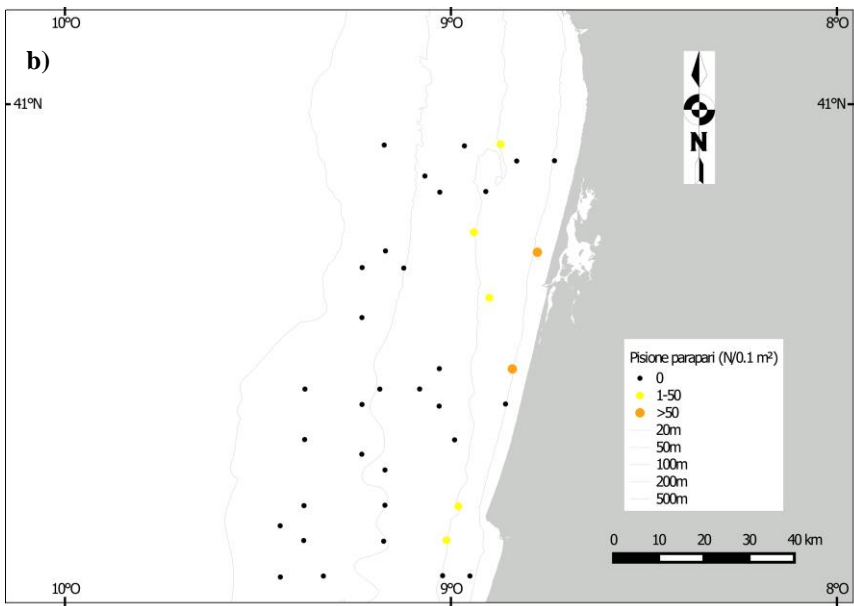 10ºO 9ºO 8ºO
b)
41ºN 41ºN
N
Pisione parapari (N/0.1 m²)
0
1-50
>50
20m
50m
100m
200m
500m
0 10 20 30 40 km
10ºO 9ºO 8ºO